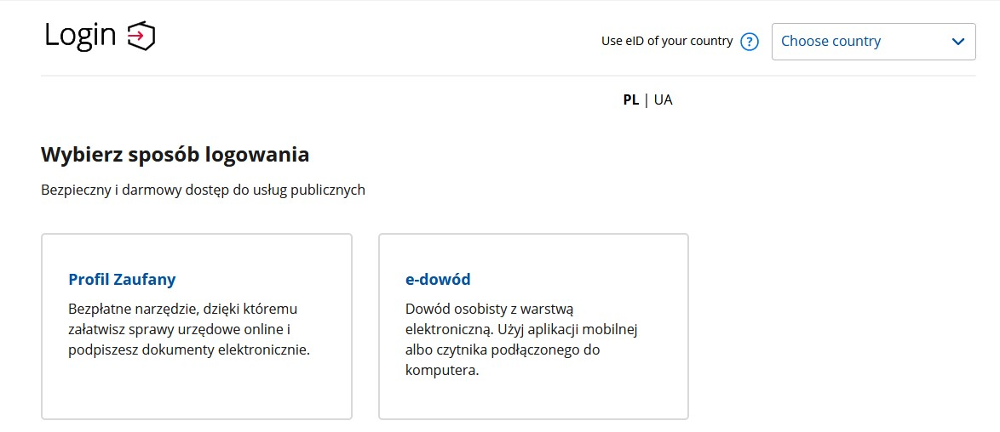 Login
Use eID of your country ? Choose country
PL | UA
Wybierz sposób logowania
Bezpieczny i darmowy dostęp do usług publicznych
Profil Zaufany
Bezpłatne narzędzie, dzięki któremu
załatwisz sprawy urzędowe online i
podpiszesz dokumenty elektronicznie.
e-dowód
Dowód osobisty z warstwą
elektroniczną. Użyj aplikacji mobilnej
albo czytnika podłączonego do
komputera.